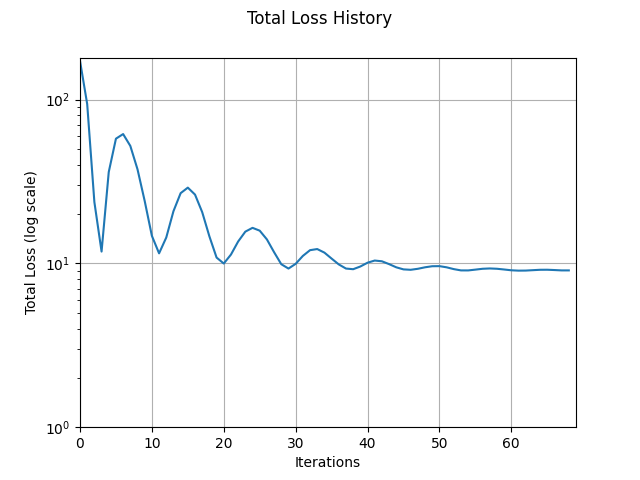 Total Loss History
Total Loss (log scale)
10²
10¹
10⁰
0 10 20 30 40 50 60
Iterations